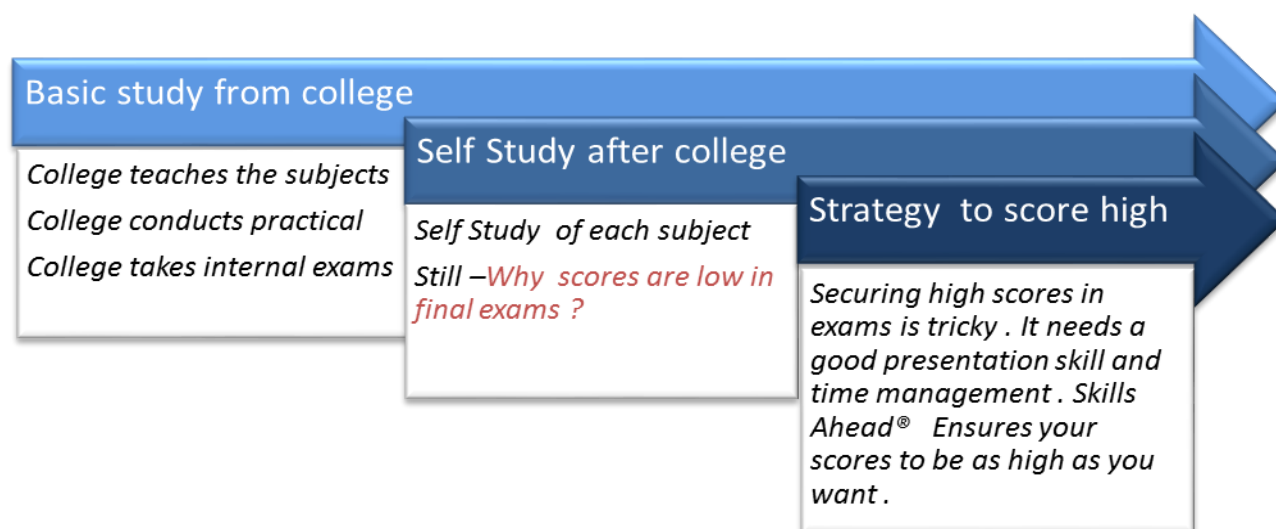 Basic study from college
College teaches the subjects
College conducts practical
College takes internal exams
Self Study after college
Self Study of each subject
Still –Why scores are low in
final exams ?
Strategy to score high
Securing high scores in
exams is tricky . It needs a
good presentation skill and
time management . Skills
Ahead® Ensures your
scores to be as high as you
want .